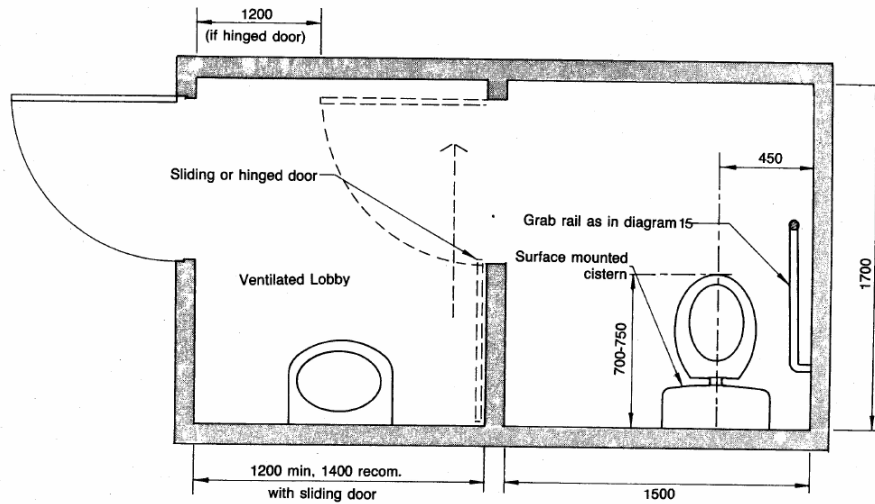 1200
(if hinged door)
450
Sliding or hinged door
Grab rail as in diagram 15
Surface mounted
cistern
Ventilated Lobby
1700
700-750
1200 min, 1400 recom.
with sliding door
1500